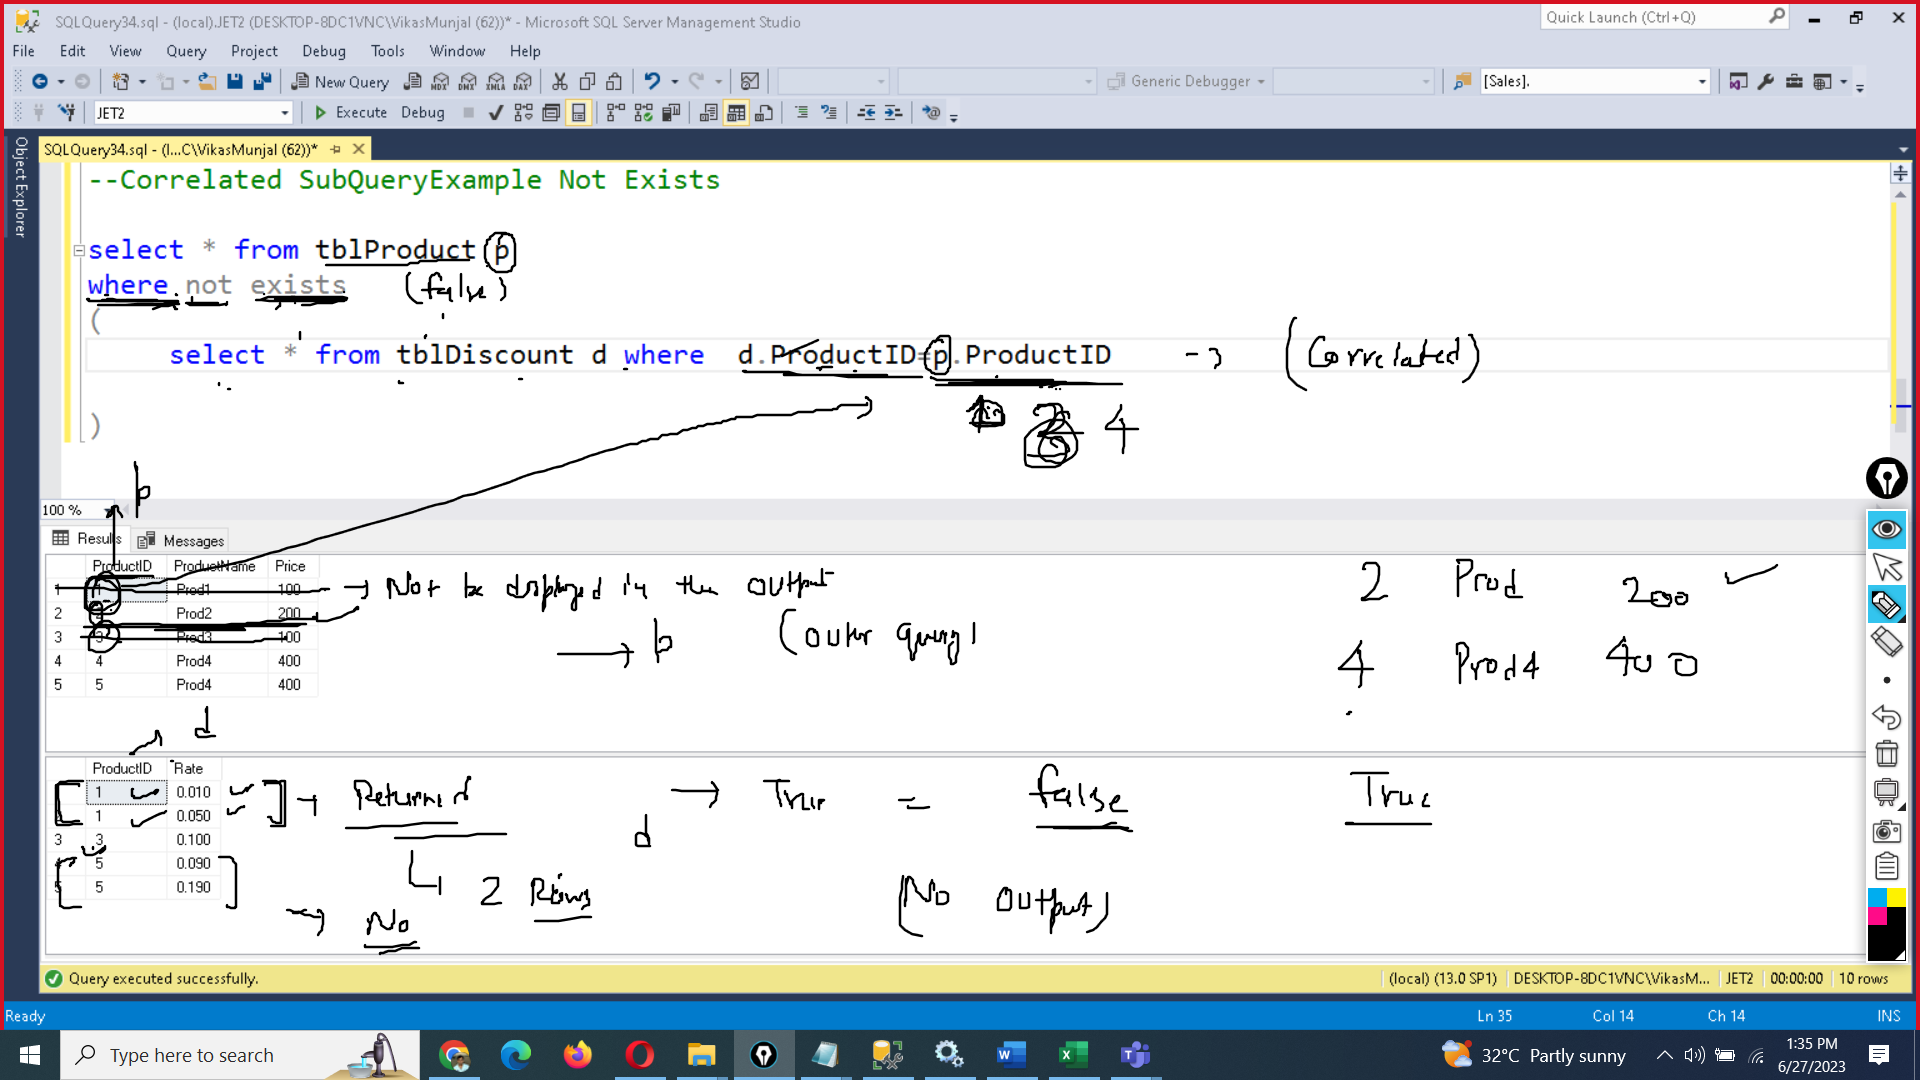 SQLQuery34.sql - (local).JET2 (DESKTOP-8DC1VNC\VikasMunjal (62))* - Microsoft SQL Server Management Studio
Quick Launch (Ctrl+Q)
File Edit View Query Project Debug Tools Window Help
New Query MDX DMX XMLA DAX Generic Debugger [Sales].
JET2 Execute Debug
Object Explorer
SQLQuery34.sql - (l...C\VikasMunjal (62))*
--Correlated SubQueryExample Not Exists
select * from tblProduct p
where not exists (false)
(
select * from tblDiscount d where d.ProductID=p.ProductID → (Correlated)
4
)
p
100 %
Results Messages
ProductID ProductName Price
1 1 Prod1 100 → Not be displayed in the output
2 2 Prod2 200
3 3 Prod3 100
4 4 Prod4 400
5 5 Prod4 400
→ p (outer query)
2 Prod 200
4 Prod4 400
d
ProductID Rate
1 0.010
1 0.050
3 3 0.100
5 0.090
5 5 0.190
→ Returned d → True = false True
2 Rows
→ No
(No output)
Query executed successfully.
(local) (13.0 SP1) DESKTOP-8DC1VNC\VikasM... JET2 00:00:00 10 rows
Ready Ln 35 Col 14 Ch 14 INS
Type here to search
32°C Partly sunny
1:35 PM
6/27/2023